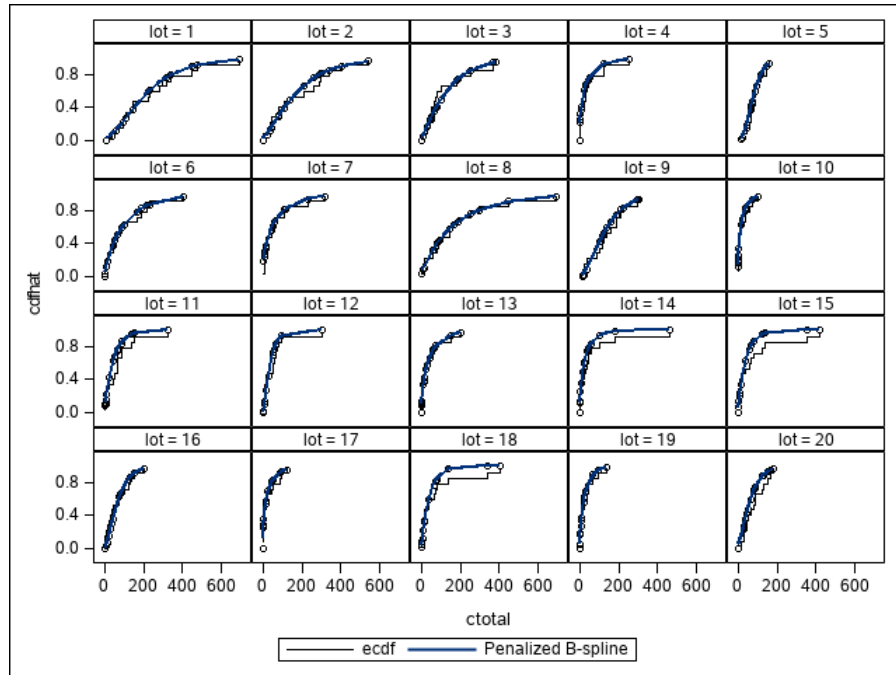 lot = 1 lot = 2 lot = 3 lot = 4 lot = 5
0.8
0.4
0.0
lot = 6 lot = 7 lot = 8 lot = 9 lot = 10
0.8
0.4
0.0
cdfhat
lot = 11 lot = 12 lot = 13 lot = 14 lot = 15
0.8
0.4
0.0
lot = 16 lot = 17 lot = 18 lot = 19 lot = 20
0.8
0.4
0.0
0 200 400 600 0 200 400 600 0 200 400 600 0 200 400 600 0 200 400 600
ctotal
ecdf Penalized B-spline